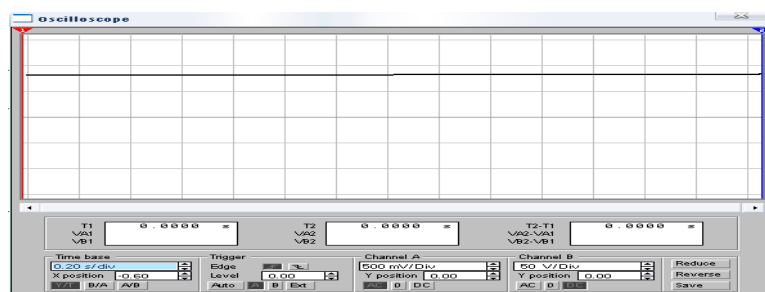 Oscilloscope
1
2
T1 0.0000 s T2 0.0000 s T2-T1 0.0000 s
VA1 VA2 VA2-VA1
VB1 VB2 VB2-VB1
Time base Trigger Channel A Channel B
0.20 s/div Edge 500 mV/Div 50 V/Div Reduce
X position -0.60 Level 0.00 Y position 0.00 Y position 0.00 Reverse
Y/T B/A A/B Auto A B Ext AC 0 DC AC 0 DC Save